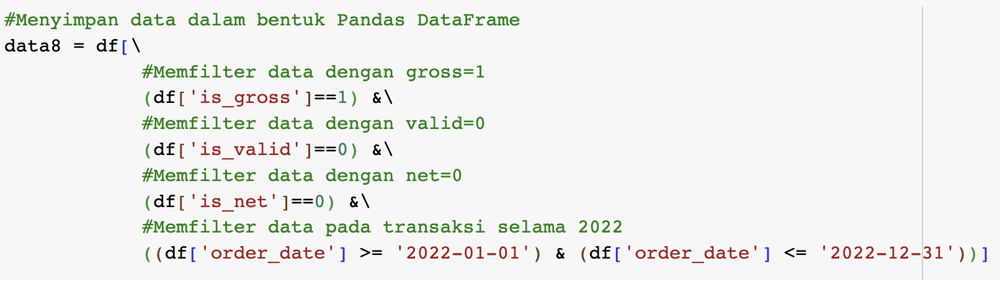 #Menyimpan data dalam bentuk Pandas DataFrame
data8 = df[\
            #Memfilter data dengan gross=1
            (df['is_gross']==1) &\
            #Memfilter data dengan valid=0
            (df['is_valid']==0) &\
            #Memfilter data dengan net=0
            (df['is_net']==0) &\
            #Memfilter data pada transaksi selama 2022
            ((df['order_date'] >= '2022-01-01') & (df['order_date'] <= '2022-12-31'))]